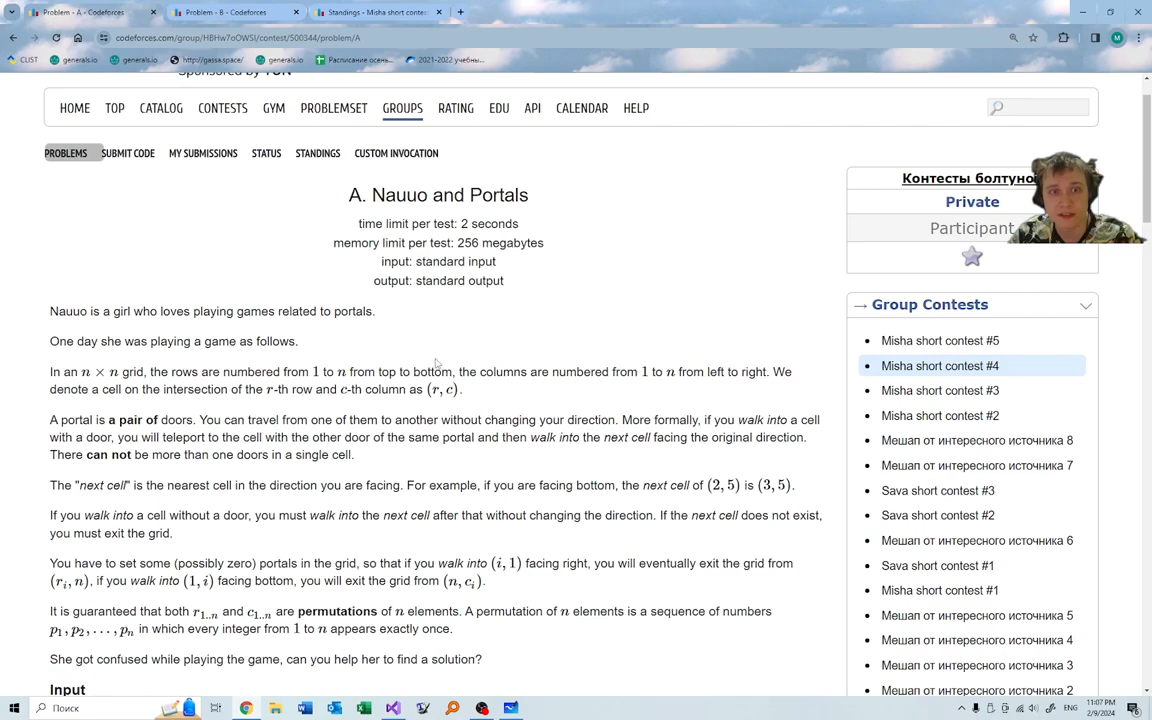 Problem - A - Codeforces
Problem - B - Codeforces
Standings - Misha short contest
codeforces.com/group/HBHw7oOWSI/contest/500344/problem/A
CLIST
generals.io
generals.io
http://gassa.space/
generals.io
Расписание осень...
2021-2022 учебны...
Sponsored by TON
HOME TOP CATALOG CONTESTS GYM PROBLEMSET GROUPS RATING EDU API CALENDAR HELP
PROBLEMS SUBMIT CODE MY SUBMISSIONS STATUS STANDINGS CUSTOM INVOCATION
A. Nauuo and Portals
time limit per test: 2 seconds
memory limit per test: 256 megabytes
input: standard input
output: standard output
Nauuo is a girl who loves playing games related to portals.
One day she was playing a game as follows.
In an n × n grid, the rows are numbered from 1 to n from top to bottom, the columns are numbered from 1 to n from left to right. We
denote a cell on the intersection of the r-th row and c-th column as (r, c).
A portal is a pair of doors. You can travel from one of them to another without changing your direction. More formally, if you walk into a cell
with a door, you will teleport to the cell with the other door of the same portal and then walk into the next cell facing the original direction.
There can not be more than one doors in a single cell.
The "next cell" is the nearest cell in the direction you are facing. For example, if you are facing bottom, the next cell of (2, 5) is (3, 5).
If you walk into a cell without a door, you must walk into the next cell after that without changing the direction. If the next cell does not exist,
you must exit the grid.
You have to set some (possibly zero) portals in the grid, so that if you walk into (i, 1) facing right, you will eventually exit the grid from
(rᵢ, n), if you walk into (1, i) facing bottom, you will exit the grid from (n, cᵢ).
It is guaranteed that both r₁..ₙ and c₁..ₙ are permutations of n elements. A permutation of n elements is a sequence of numbers
p₁, p₂, . . . , pₙ in which every integer from 1 to n appears exactly once.
She got confused while playing the game, can you help her to find a solution?
Input
Контесты болтуно
Private
Participant
→ Group Contests
Misha short contest #5
Misha short contest #4
Misha short contest #3
Misha short contest #2
Мешап от интересного источника 8
Мешап от интересного источника 7
Sava short contest #3
Sava short contest #2
Мешап от интересного источника 6
Sava short contest #1
Misha short contest #1
Мешап от интересного источника 5
Мешап от интересного источника 4
Мешап от интересного источника 3
Мешап от интересного источника 2
Поиск
ENG
11:07 PM
2/9/2024